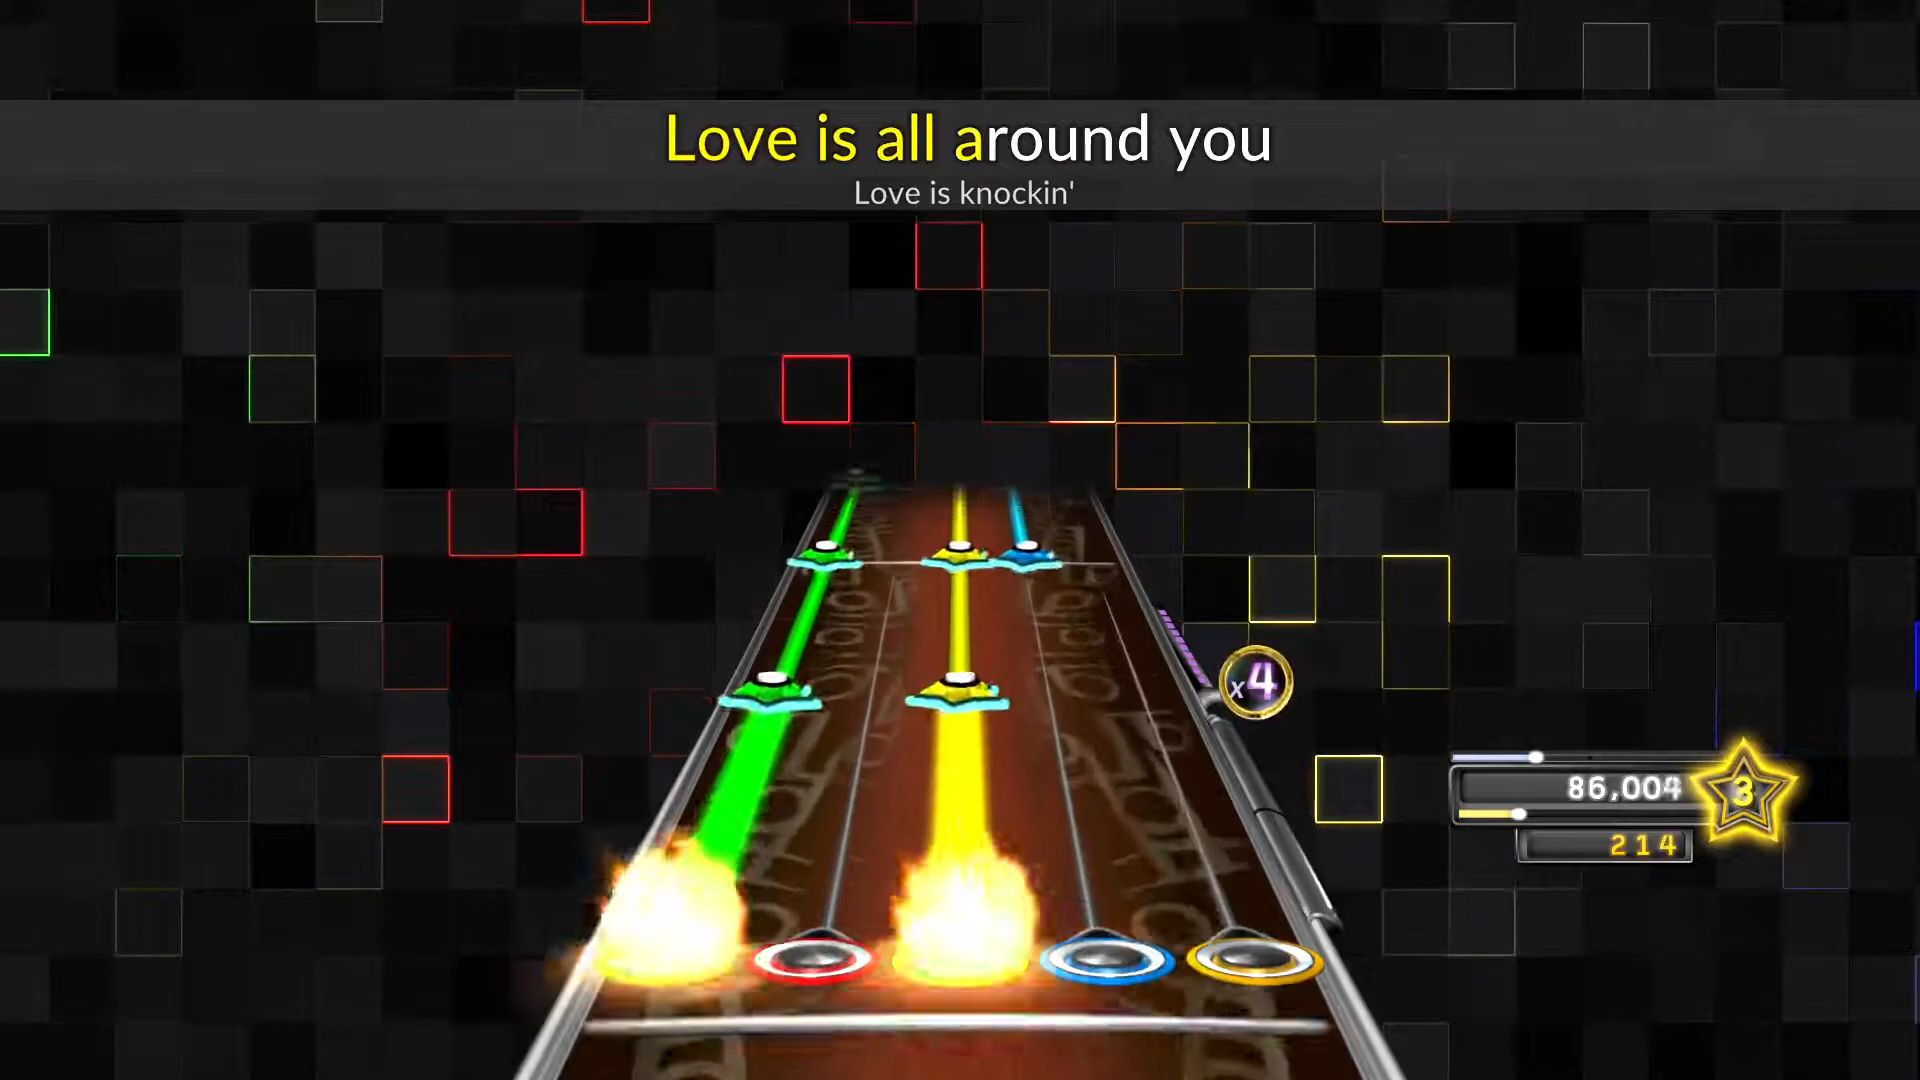 Love is all around you
Love is knockin'
x4
86,004
3
214